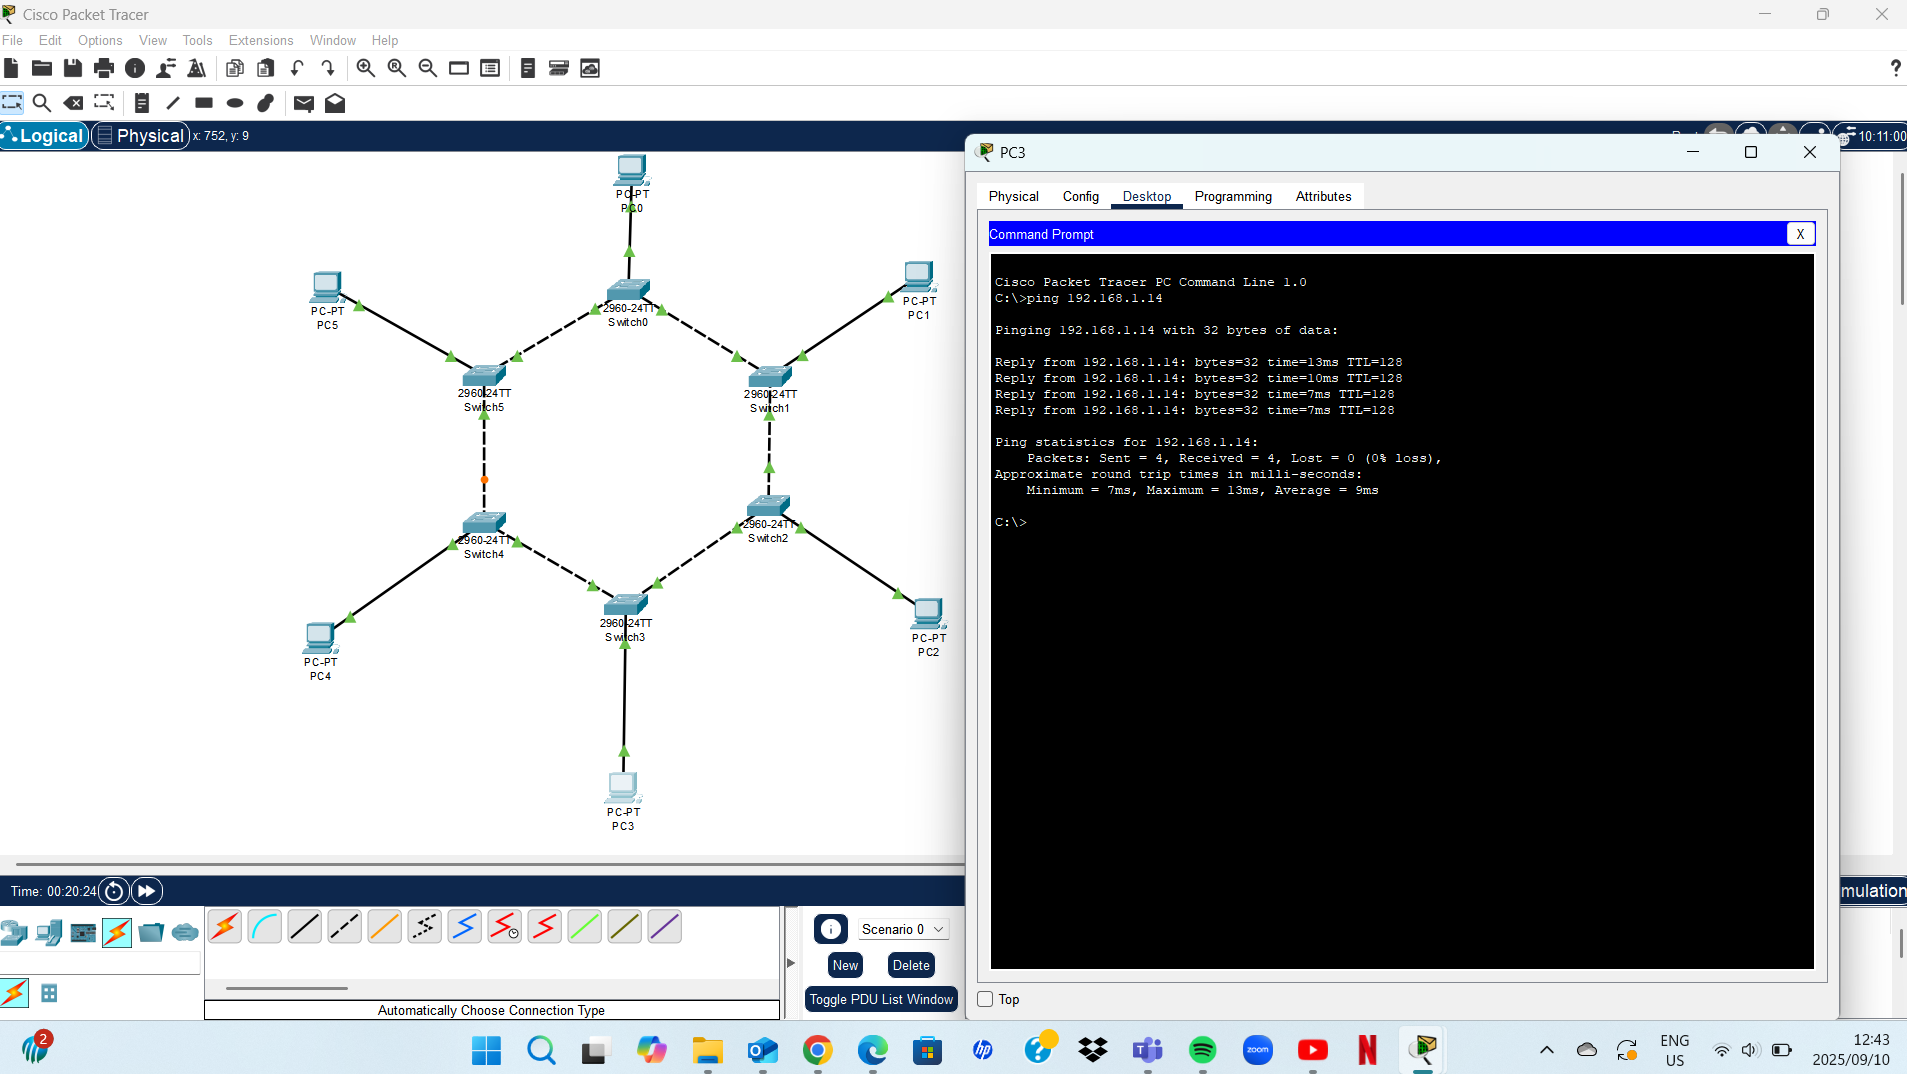 Cisco Packet Tracer
File Edit Options View Tools Extensions Window Help
?
Logical Physical x: 752, y: 9
10:11:00
PC-PT
PC0
2960-24TT
Switch0
PC-PT
PC5
PC-PT
PC1
2960-24TT
Switch5
2960-24TT
Switch1
2960-24TT
Switch4
2960-24TT
Switch2
2960-24TT
Switch3
PC-PT
PC4
PC-PT
PC2
PC-PT
PC3
PC3
Physical Config Desktop Programming Attributes
Command Prompt
X
Cisco Packet Tracer PC Command Line 1.0
C:\>ping 192.168.1.14
Pinging 192.168.1.14 with 32 bytes of data:
Reply from 192.168.1.14: bytes=32 time=13ms TTL=128
Reply from 192.168.1.14: bytes=32 time=10ms TTL=128
Reply from 192.168.1.14: bytes=32 time=7ms TTL=128
Reply from 192.168.1.14: bytes=32 time=7ms TTL=128
Ping statistics for 192.168.1.14:
Packets: Sent = 4, Received = 4, Lost = 0 (0% loss),
Approximate round trip times in milli-seconds:
Minimum = 7ms, Maximum = 13ms, Average = 9ms
C:\>
Top
Time: 00:20:24
mulation
Scenario 0
New Delete
Toggle PDU List Window
Automatically Choose Connection Type
2
hp
zoom
N
ENG
US
12:43
2025/09/10